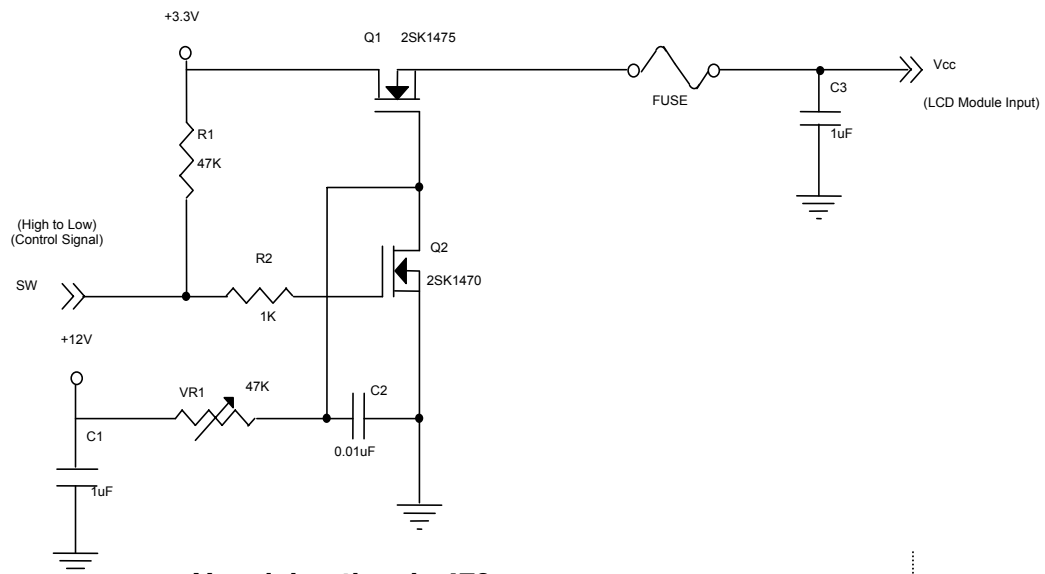 +3.3V
Q1 2SK1475
Vcc
FUSE
C3
(LCD Module Input)
1uF
R1
47K
(High to Low)
(Control Signal)
Q2
R2
2SK1470
SW
1K
+12V
VR1
47K
C2
C1
0.01uF
1uF